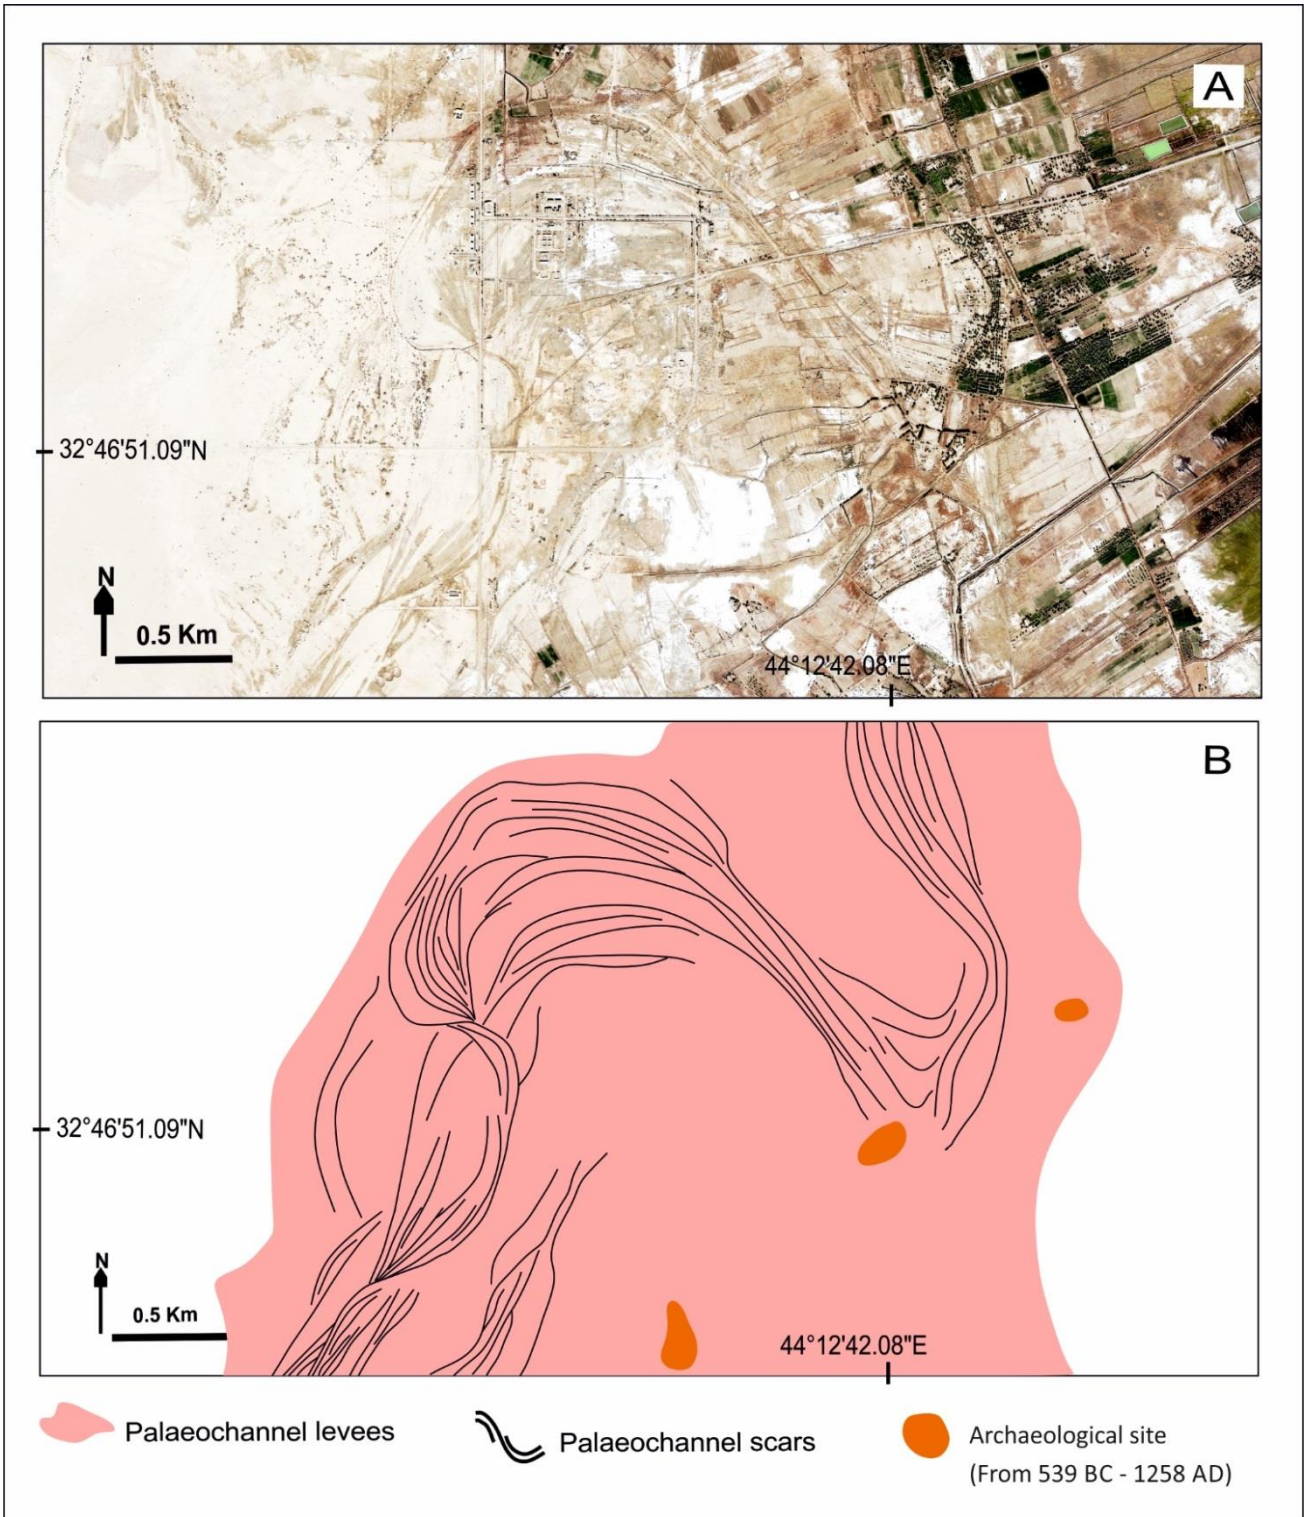 A
32°46'51.09"N
N
0.5 Km
44°12'42.08"E
B
32°46'51.09"N
N
0.5 Km
44°12'42.08"E
Palaeochannel levees
Palaeochannel scars
Archaeological site
(From 539 BC - 1258 AD)